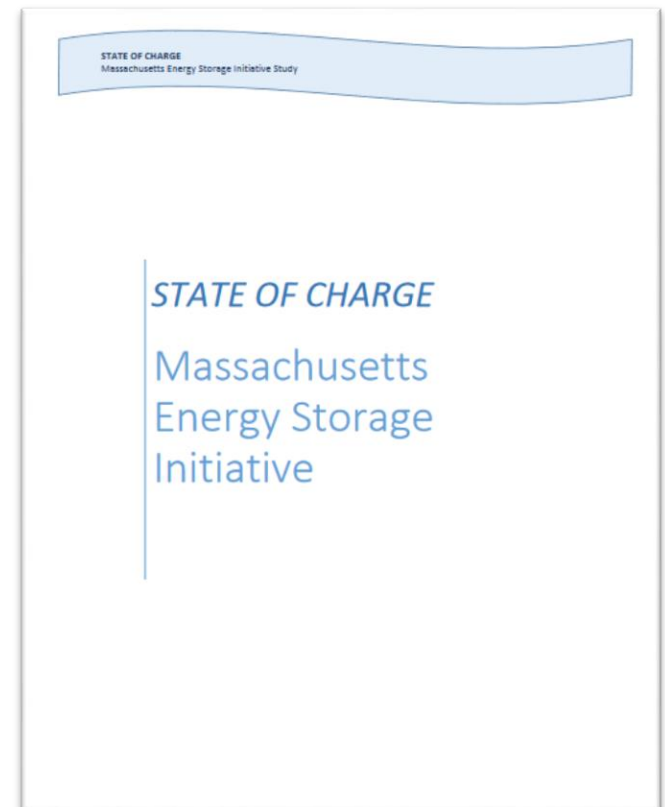 STATE OF CHARGE
Massachusetts Energy Storage Initiative Study
STATE OF CHARGE
Massachusetts
Energy Storage
Initiative